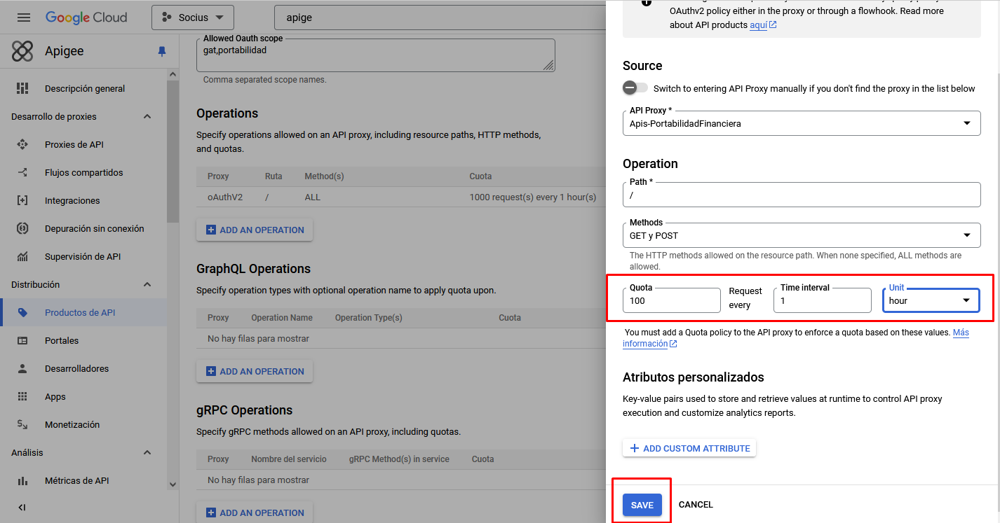 Google Cloud
Socius
apige
Apigee
Descripción general
Desarrollo de proxies
Proxies de API
Flujos compartidos
Integraciones
Depuración sin conexión
Supervisión de API
Distribución
Productos de API
Portales
Desarrolladores
Apps
Monetización
Análisis
Métricas de API
Allowed Oauth scope
gat,portabilidad
Comma separated scope names.
Operations
Specify operations allowed on an API proxy, including resource paths, HTTP methods,
and quotas.
Proxy Ruta Method(s) Cuota
oAuthV2 / ALL 1000 request(s) every 1 hour(s)
ADD AN OPERATION
GraphQL Operations
Specify operation types with optional operation name to apply quota upon.
Proxy Operation Name Operation Type(s) Cuota
No hay filas para mostrar
ADD AN OPERATION
gRPC Operations
Specify gRPC methods allowed on an API proxy, including quotas.
Proxy Nombre del servicio gRPC Method(s) in service Cuota
No hay filas para mostrar
ADD AN OPERATION
OAuthv2 policy either in the proxy or through a flowhook. Read more
about API products aquí
Source
Switch to entering API Proxy manually if you don't find the proxy in the list below
API Proxy *
Apis-PortabilidadFinanciera
Operation
Path *
/
Methods
GET y POST
The HTTP methods allowed on the resource path. When none specified, ALL methods are
allowed.
Quota
100
Request
every
Time interval
1
Unit
hour
You must add a Quota policy to the API proxy to enforce a quota based on these values. Más
información
Atributos personalizados
Key-value pairs used to store and retrieve values at runtime to control API proxy
execution and customize analytics reports.
ADD CUSTOM ATTRIBUTE
SAVE CANCEL